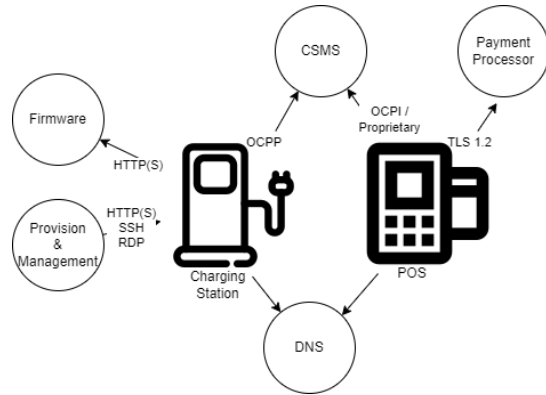 CSMS
Payment
Processor
Firmware
OCPI /
Proprietary
OCPP
TLS 1.2
HTTP(S)
HTTP(S)
SSH
RDP
Provision
&
Management
Charging
Station
POS
DNS